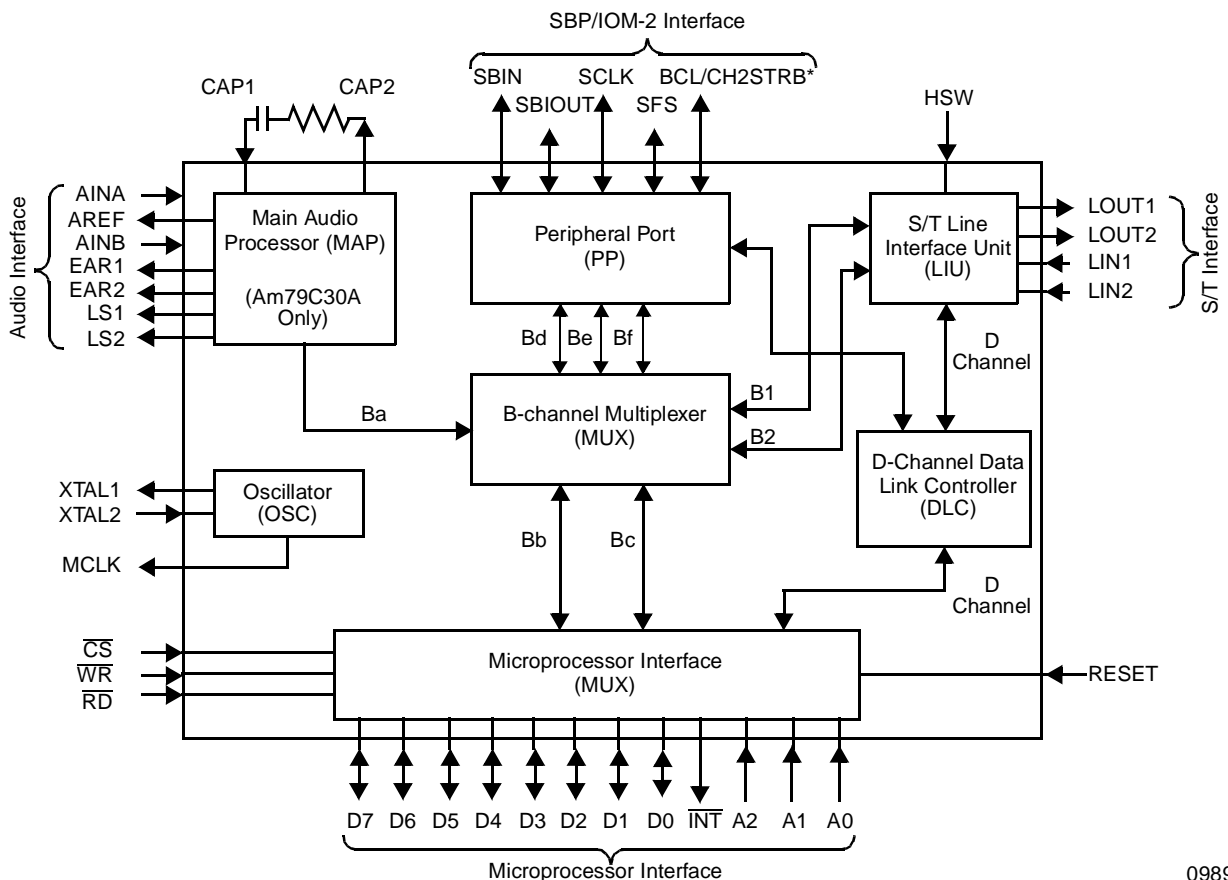 SBP/IOM-2 Interface
SBIN
SCLK
BCL/CH2STRB*
SBIOUT
SFS
CAP1
CAP2
HSW
Audio Interface
AINA
AREF
AINB
EAR1
EAR2
LS1
LS2
Main Audio
Processor (MAP)
(Am79C30A
Only)
Peripheral Port
(PP)
S/T Line
Interface Unit
(LIU)
LOUT1
LOUT2
LIN1
LIN2
S/T Interface
Bd
Be
Bf
D
Channel
Ba
B-channel Multiplexer
(MUX)
B1
B2
D-Channel Data
Link Controller
(DLC)
XTAL1
XTAL2
MCLK
Oscillator
(OSC)
Bb
Bc
D
Channel
CS
WR
RD
Microprocessor Interface
(MUX)
RESET
D7
D6
D5
D4
D3
D2
D1
D0
INT
A2
A1
A0
Microprocessor Interface
0989